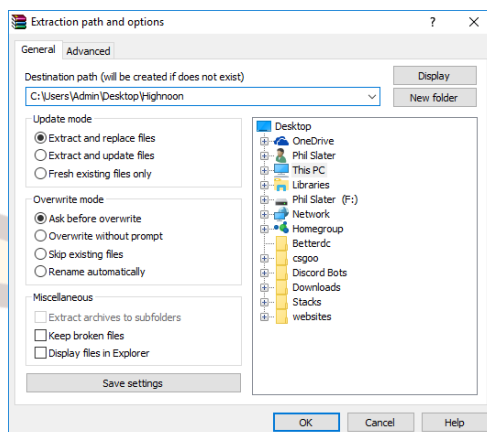 Extraction path and options
?
General
Advanced
Destination path (will be created if does not exist)
Display
C:\Users\Admin\Desktop\Highnoon
New folder
Update mode
Extract and replace files
Extract and update files
Fresh existing files only
Overwrite mode
Ask before overwrite
Overwrite without prompt
Skip existing files
Rename automatically
Miscellaneous
Extract archives to subfolders
Keep broken files
Display files in Explorer
Save settings
Desktop
OneDrive
Phil Slater
This PC
Libraries
Phil Slater (F:)
Network
Homegroup
Betterdc
csgoo
Discord Bots
Downloads
Stacks
websites
OK
Cancel
Help